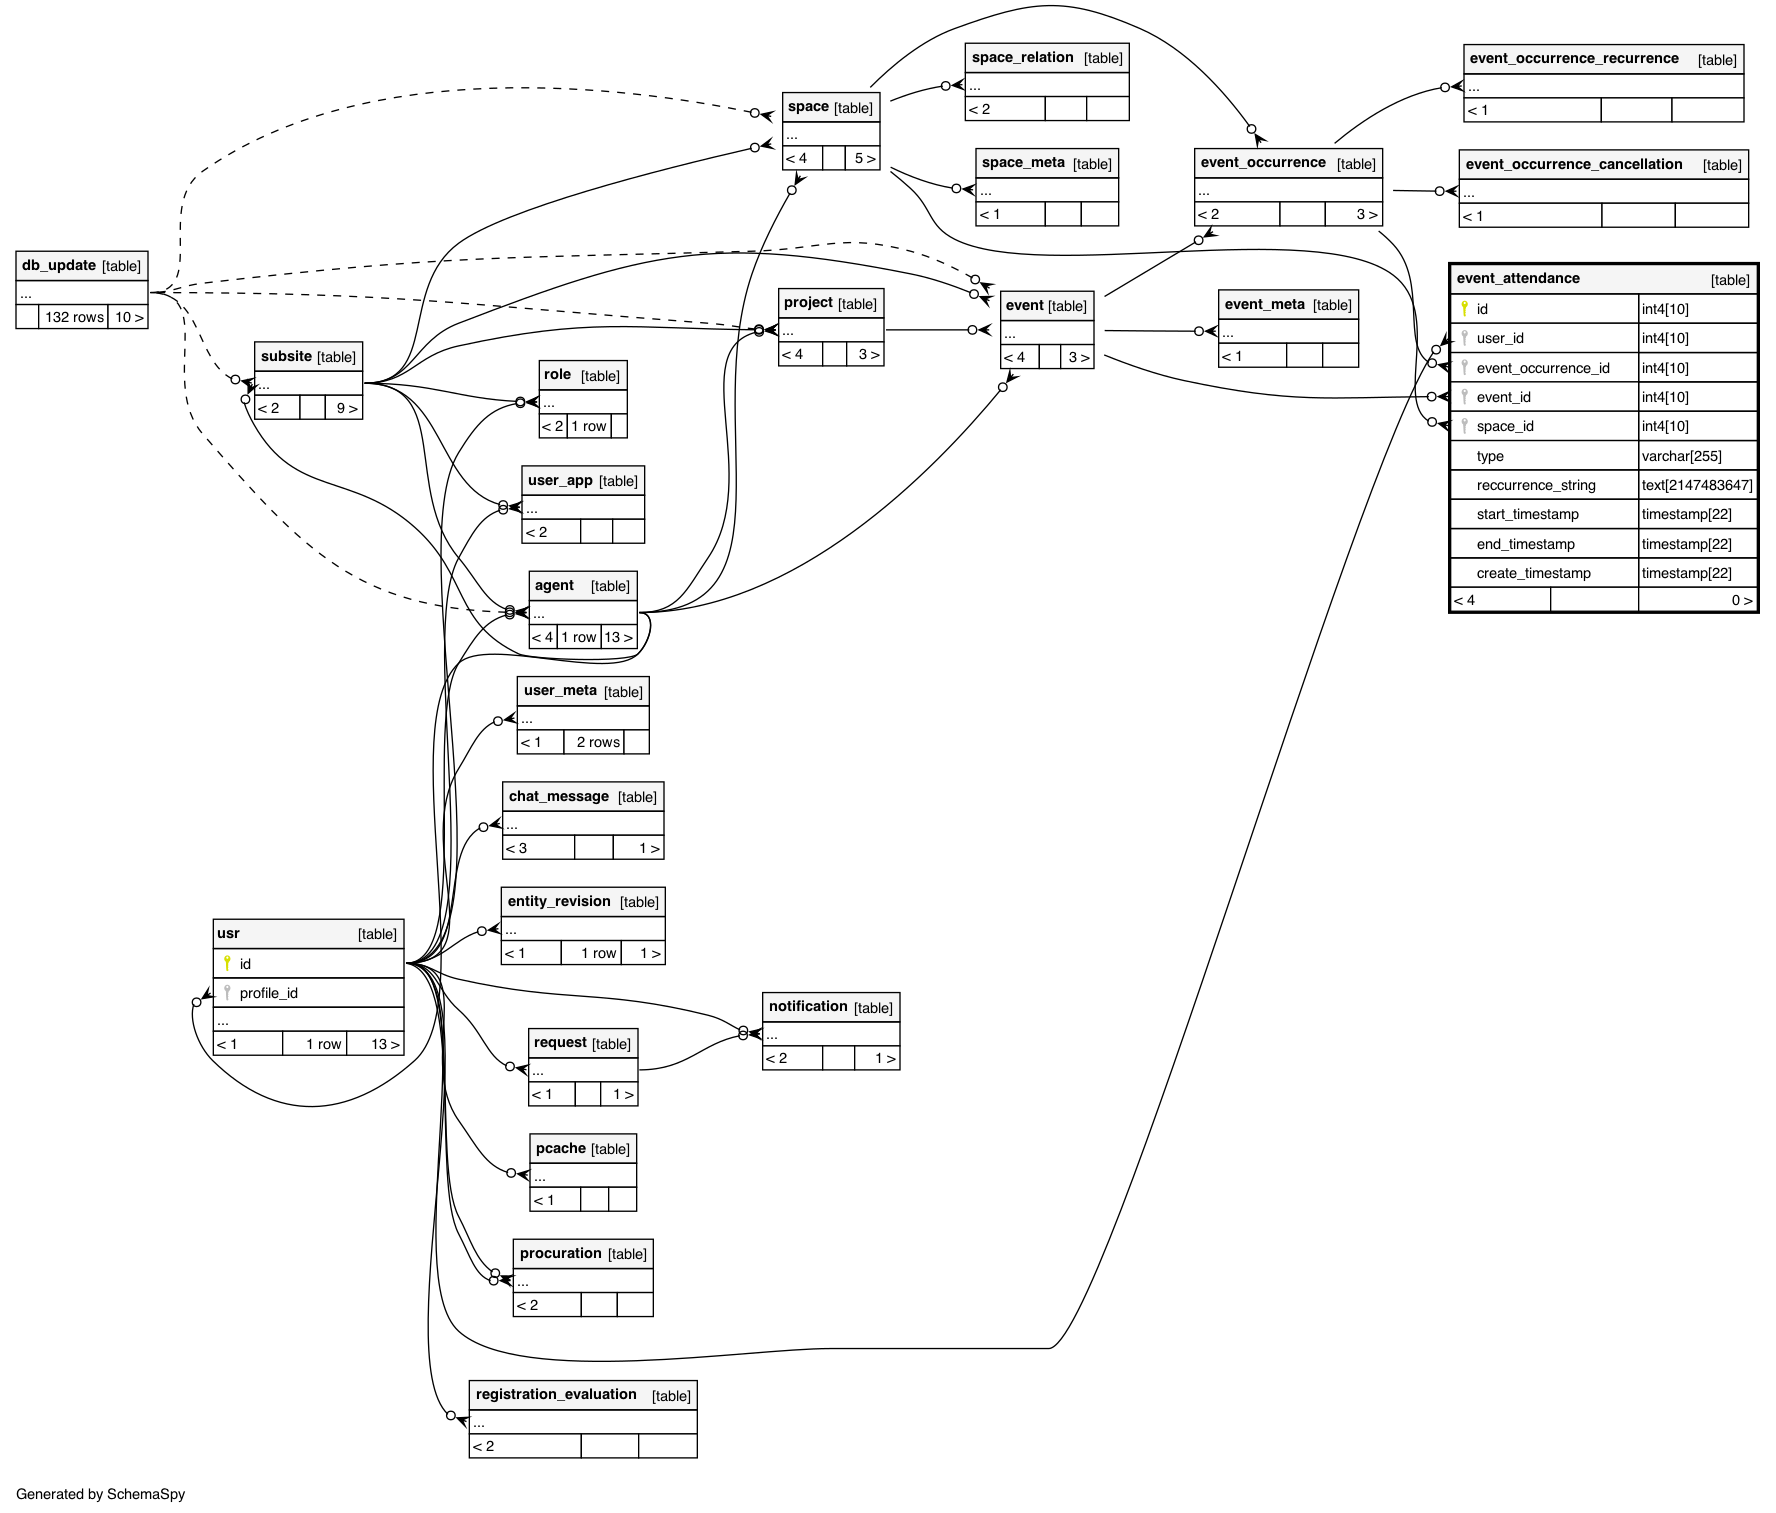 space_relation [table]
...
< 2
event_occurrence_recurrence [table]
...
< 1
space [table]
...
< 4 5 >
space_meta [table]
...
< 1
event_occurrence [table]
...
< 2 3 >
event_occurrence_cancellation [table]
...
< 1
db_update [table]
...
132 rows 10 >
event_attendance [table]
id int4[10]
user_id int4[10]
event_occurrence_id int4[10]
event_id int4[10]
space_id int4[10]
type varchar[255]
reccurrence_string text[2147483647]
start_timestamp timestamp[22]
end_timestamp timestamp[22]
create_timestamp timestamp[22]
< 4 0 >
project [table]
...
< 4 3 >
event [table]
...
< 4 3 >
event_meta [table]
...
< 1
subsite [table]
...
< 2 9 >
role [table]
...
< 2 1 row
user_app [table]
...
< 2
agent [table]
...
< 4 1 row 13 >
user_meta [table]
...
< 1 2 rows
chat_message [table]
...
< 3 1 >
entity_revision [table]
...
< 1 1 row 1 >
usr [table]
id
profile_id
...
< 1 1 row 13 >
notification [table]
...
< 2 1 >
request [table]
...
< 1 1 >
pcache [table]
...
< 1
procuration [table]
...
< 2
registration_evaluation [table]
...
< 2
Generated by SchemaSpy